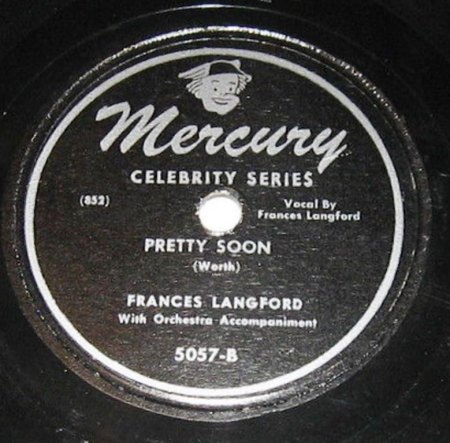 Mercury
CELEBRITY SERIES
(852)
Vocal By
Frances Langford
PRETTY SOON
(Worth)
FRANCES LANGFORD
With Orchestra Accompaniment
5057-B